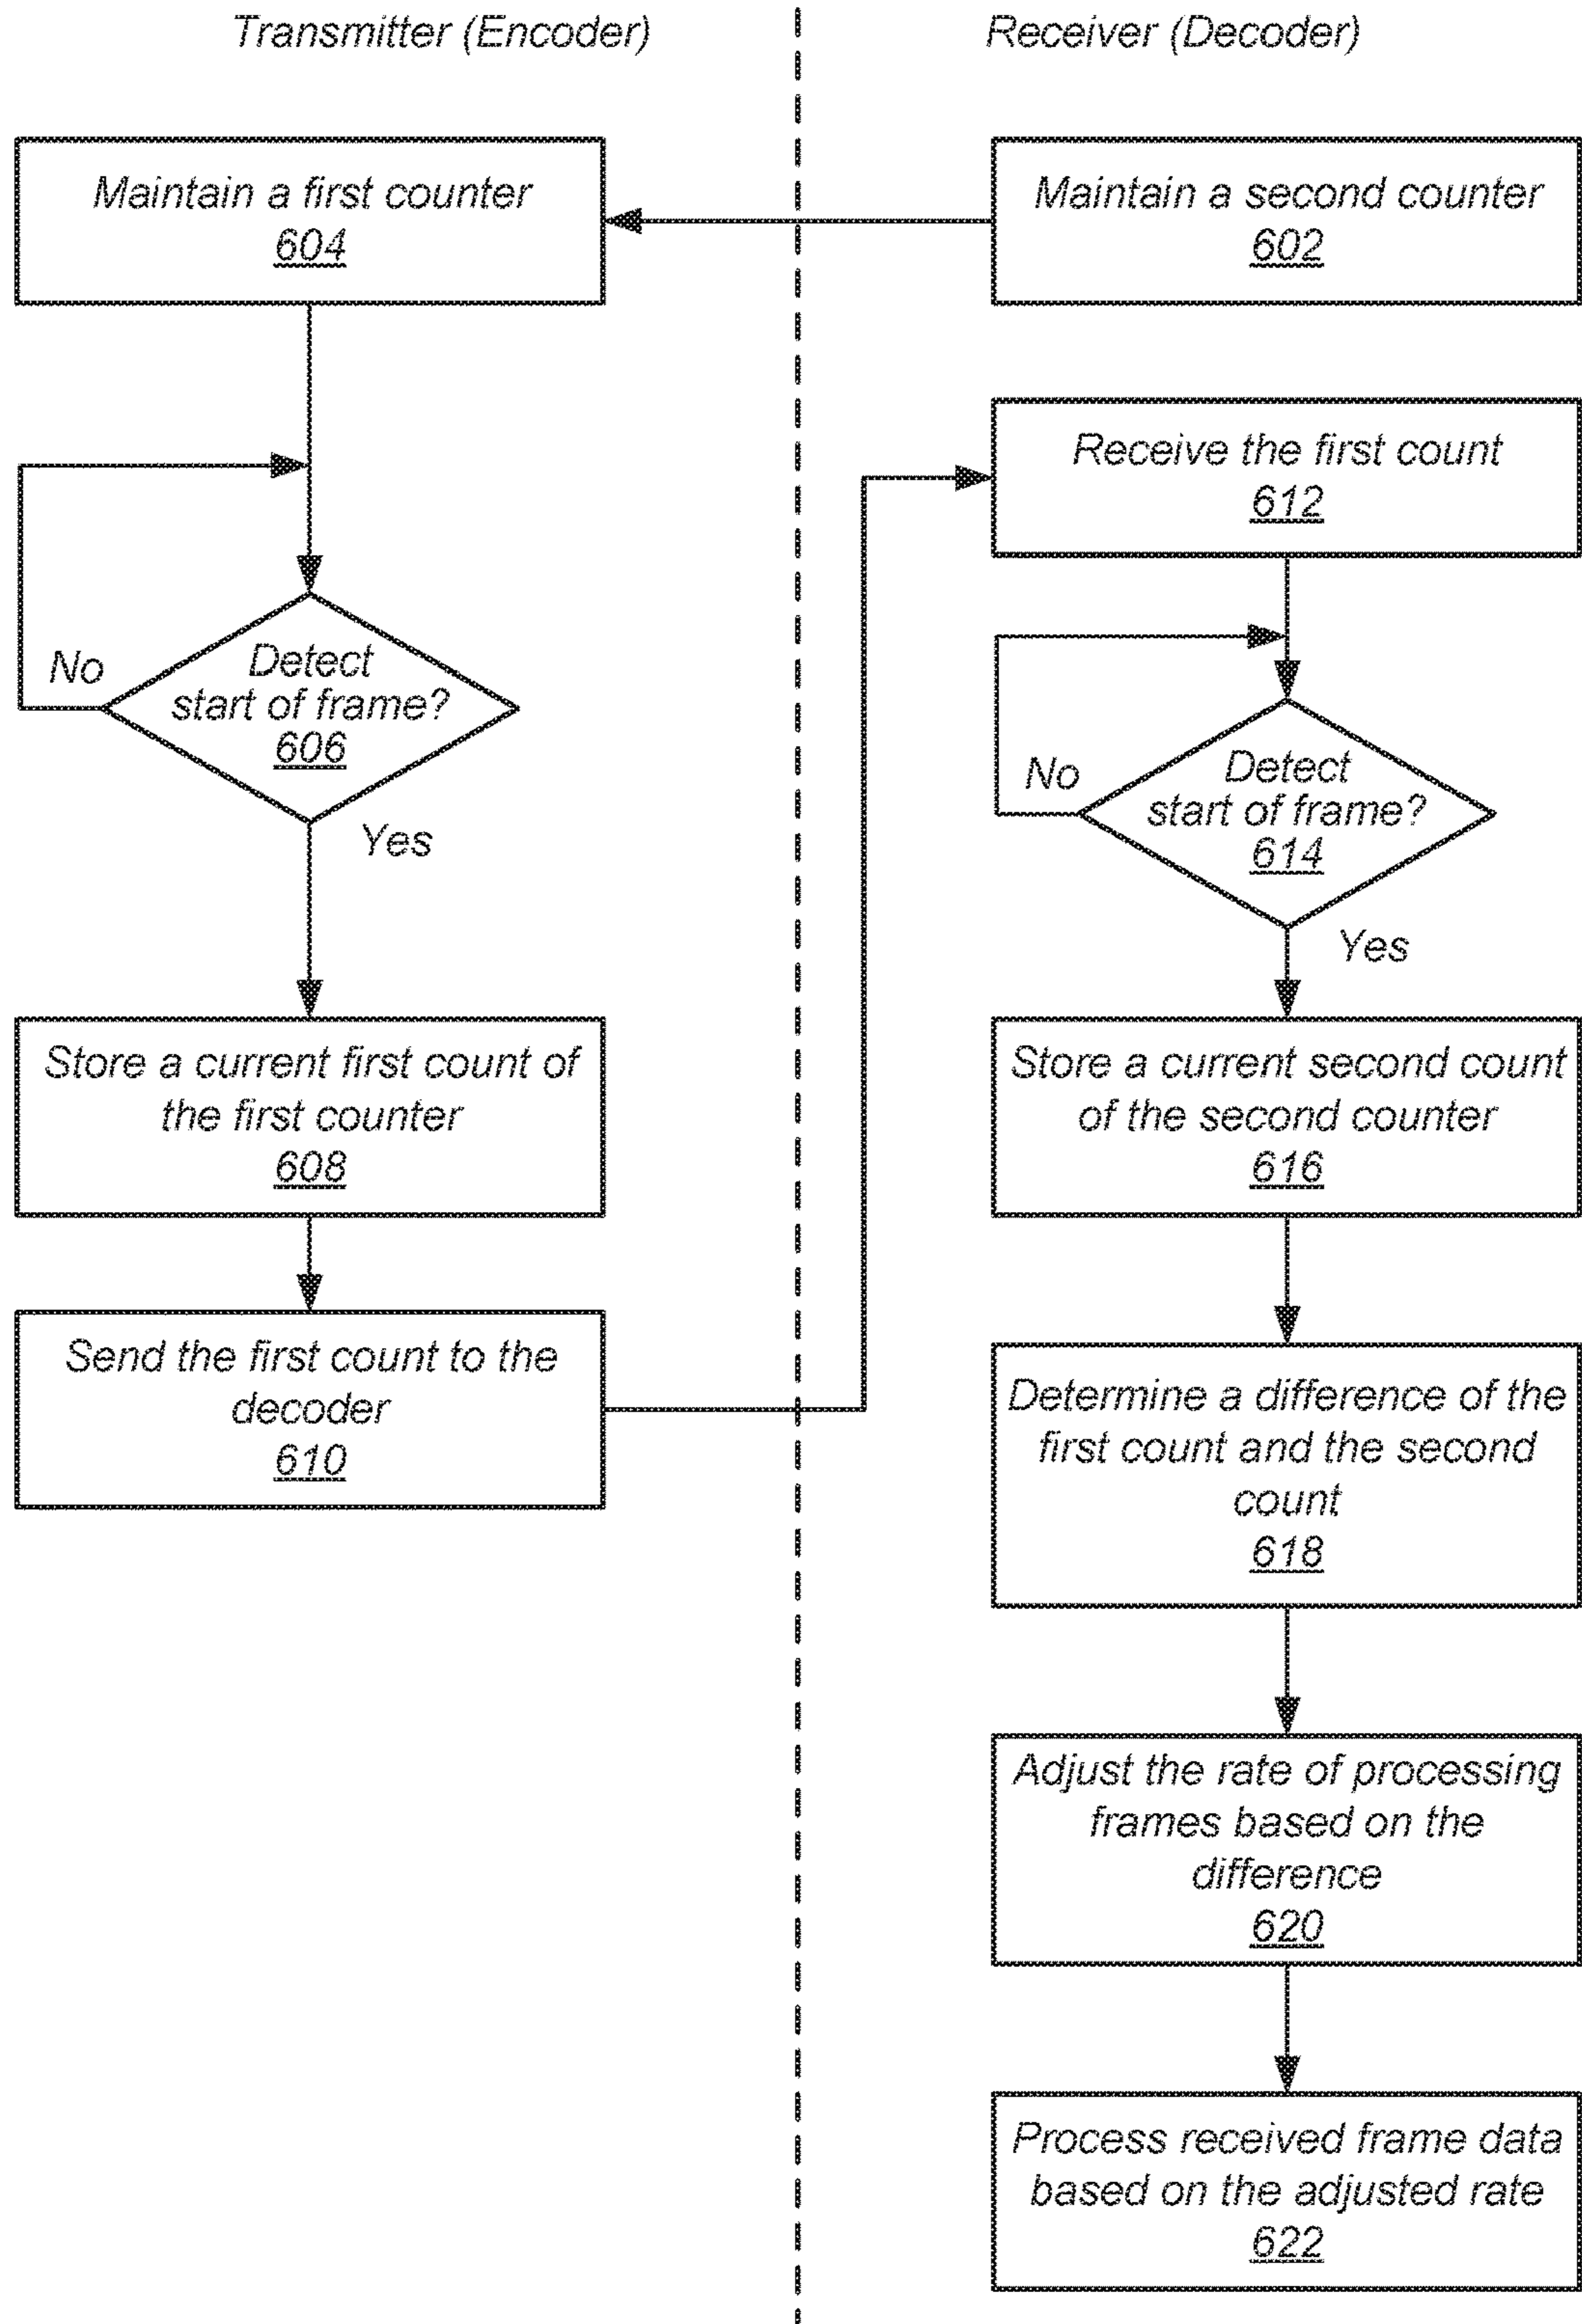 Transmitter (Encoder)
Receiver (Decoder)
Maintain a first counter
604
Maintain a second counter
602
No
Detect
start of frame?
606
Yes
Store a current first count of
the first counter
608
Send the first count to the
decoder
610
Receive the first count
612
No
Detect
start of frame?
614
Yes
Store a current second count
of the second counter
616
Determine a difference of the
first count and the second
count
618
Adjust the rate of processing
frames based on the
difference
620
Process received frame data
based on the adjusted rate
622